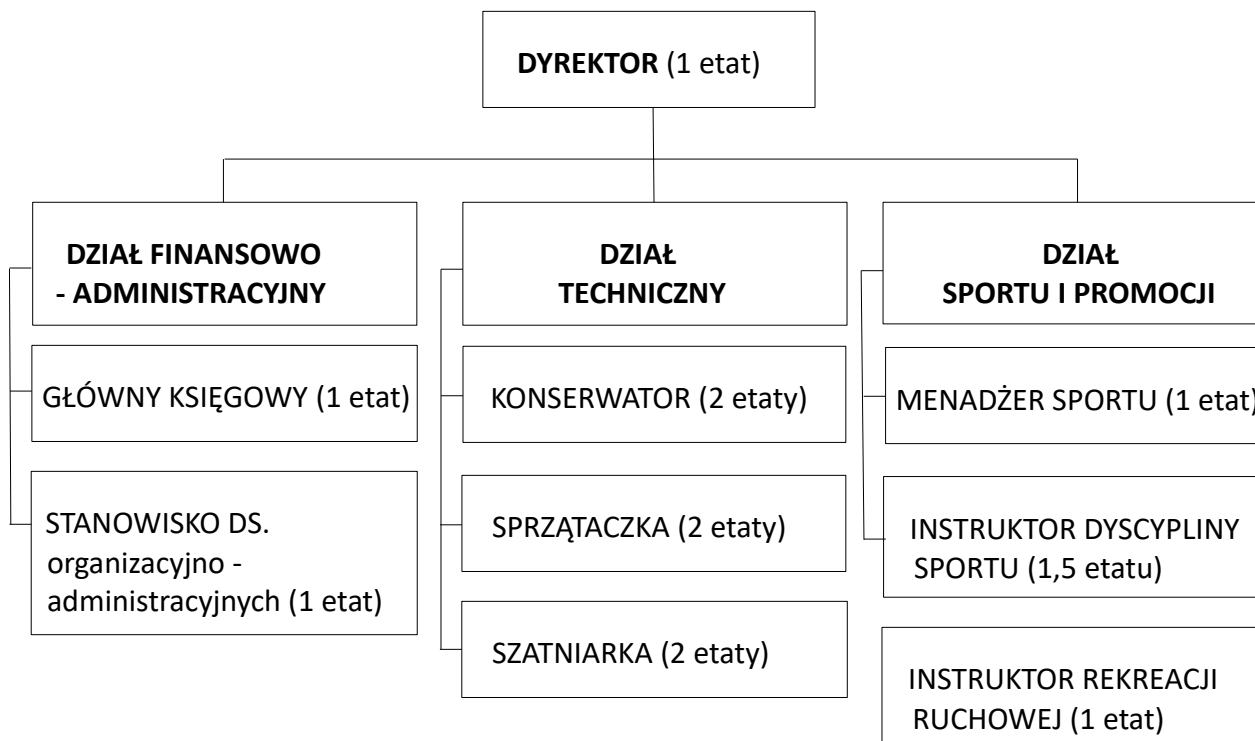 DYREKTOR (1 etat)
DZIAŁ FINANSOWO
- ADMINISTRACYJNY
GŁÓWNY KSIĘGOWY (1 etat)
STANOWISKO DS.
organizacyjno -
administracyjnych (1 etat)
DZIAŁ
TECHNICZNY
KONSERWATOR (2 etaty)
SPRZĄTACZKA (2 etaty)
SZATNIARKA (2 etaty)
DZIAŁ
SPORTU I PROMOCJI
MENADŻER SPORTU (1 etat)
INSTRUKTOR DYSCYPLINY
SPORTU (1,5 etatu)
INSTRUKTOR REKREACJI
RUCHOWEJ (1 etat)